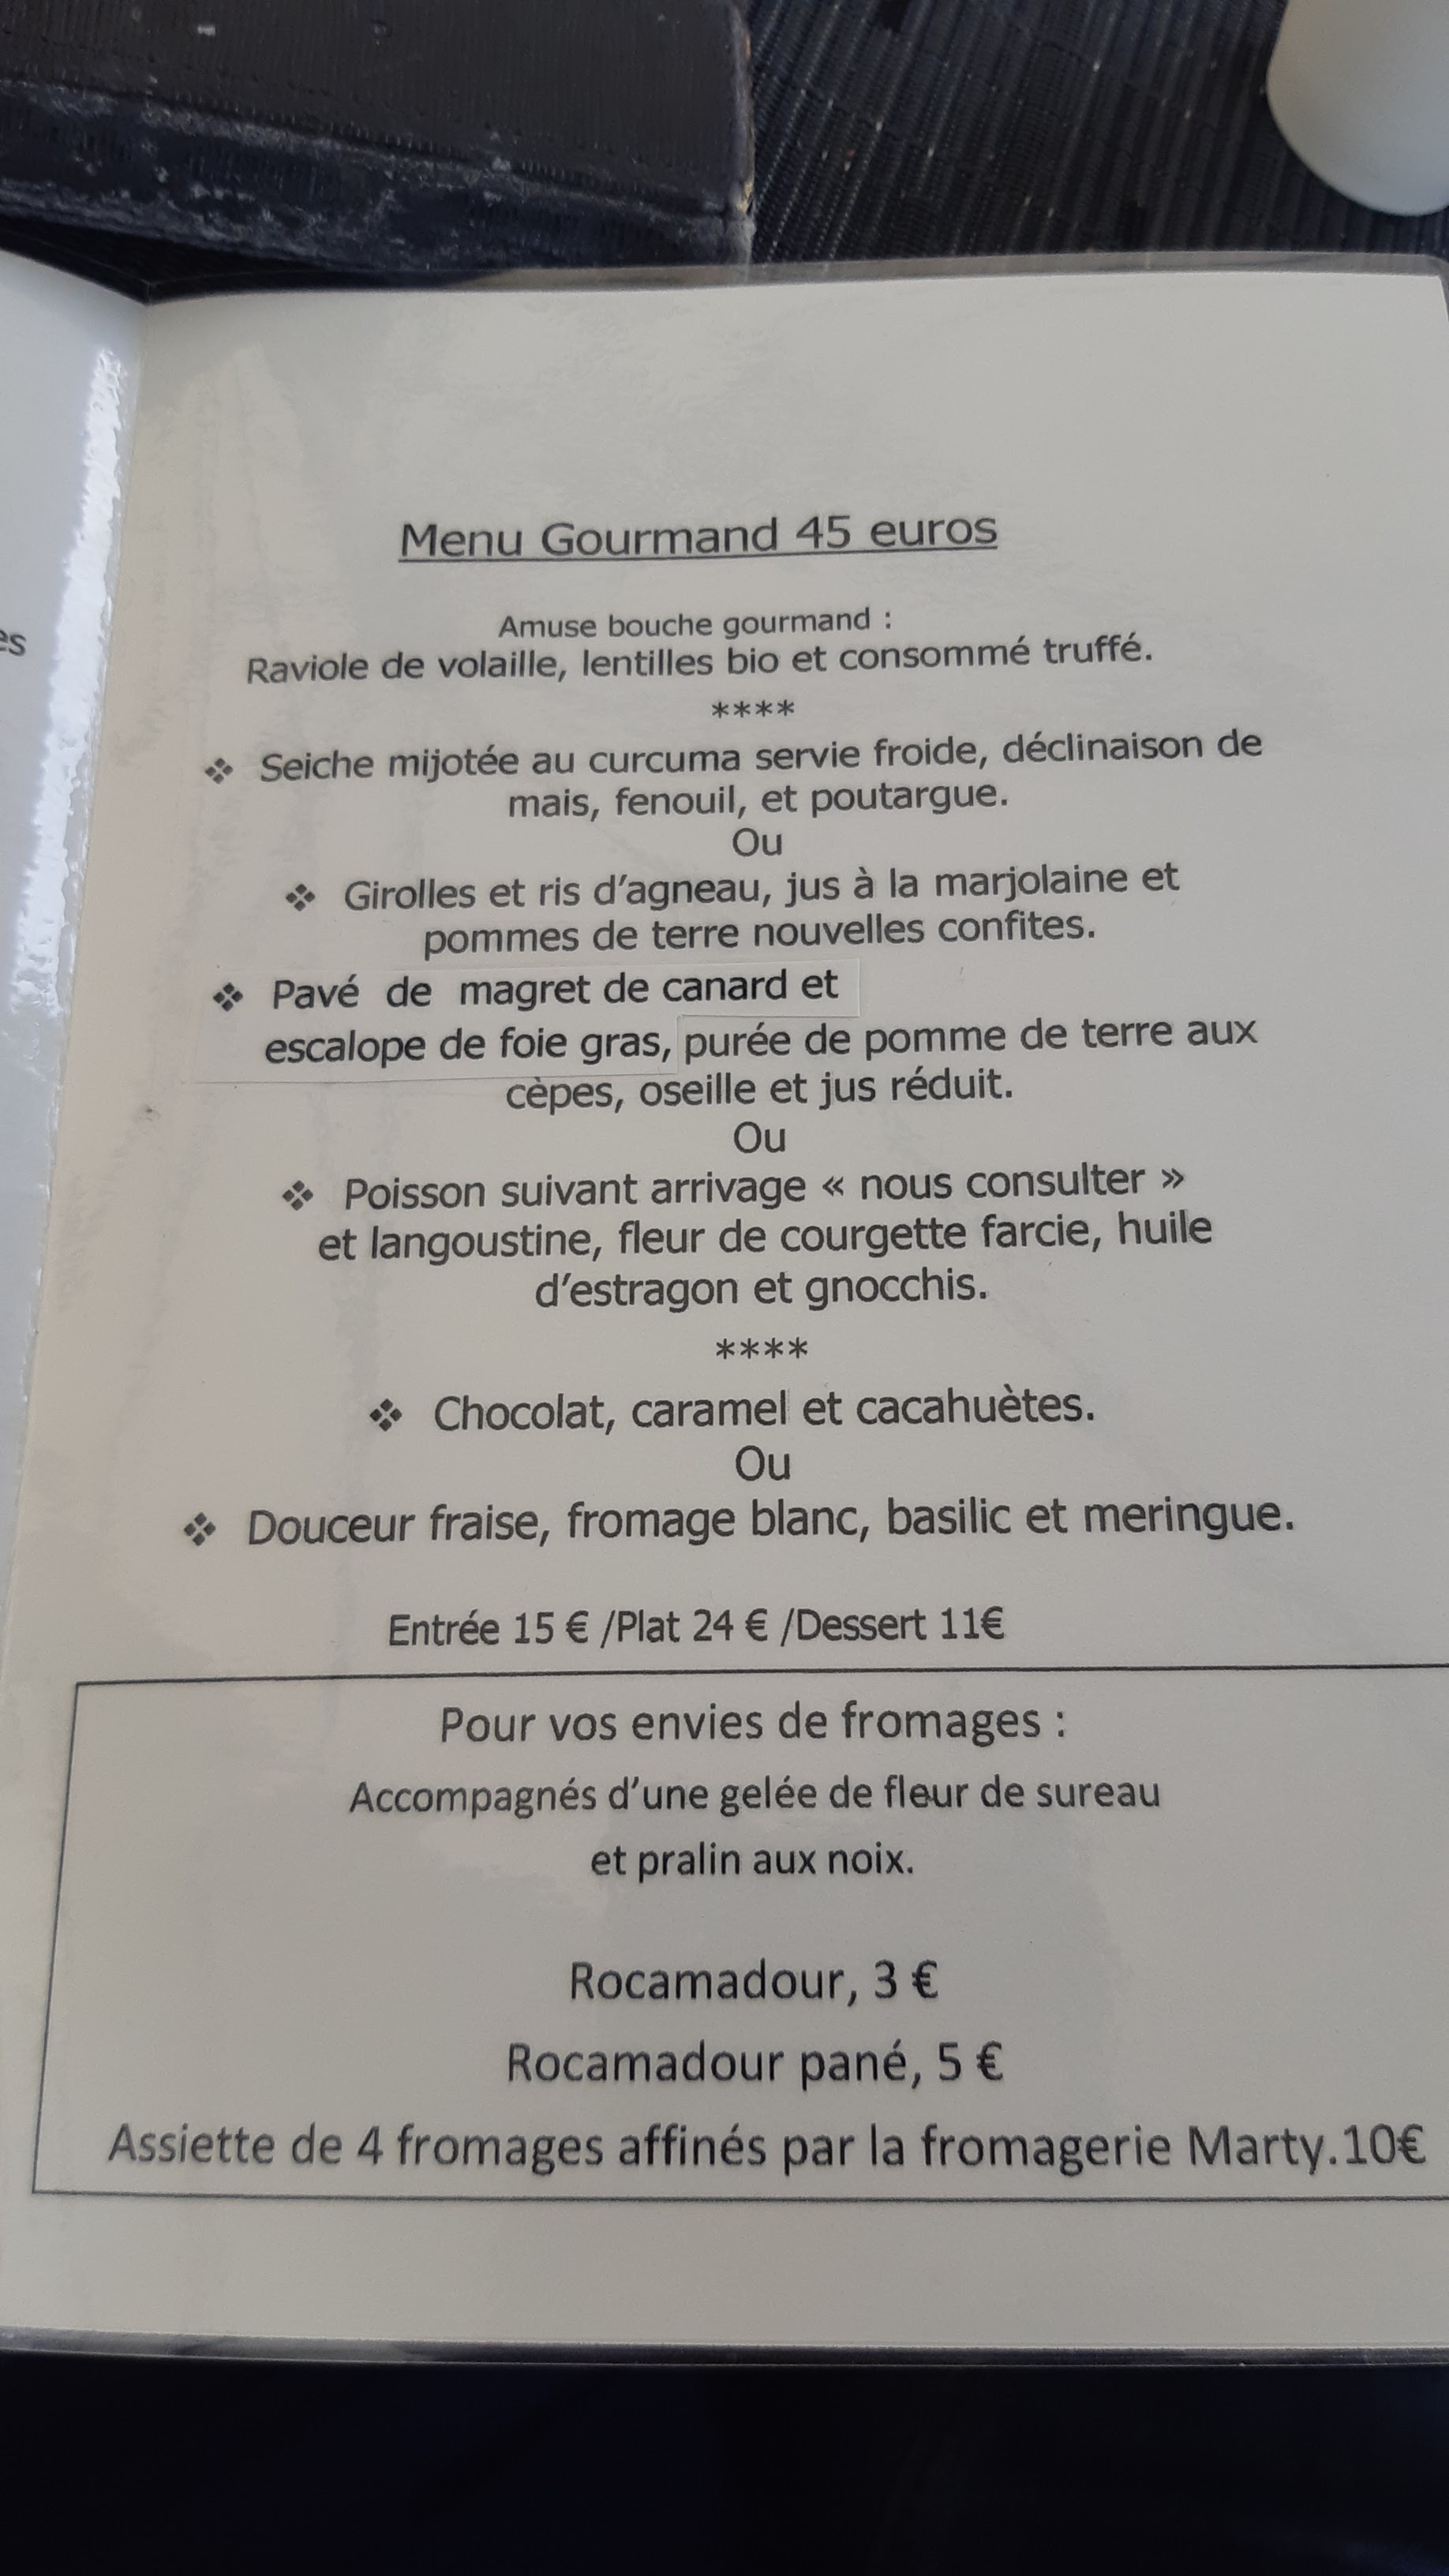 es
Menu Gourmand 45 euros
Amuse bouche gourmand :
Raviole de volaille, lentilles bio et consommé truffé.
****
❖ Seiche mijotée au curcuma servie froide, déclinaison de
mais, fenouil, et poutargue.
Ou
❖ Girolles et ris d'agneau, jus à la marjolaine et
pommes de terre nouvelles confites.
❖ Pavé de magret de canard et
escalope de foie gras, purée de pomme de terre aux
cèpes, oseille et jus réduit.
Ou
❖ Poisson suivant arrivage « nous consulter »
et langoustine, fleur de courgette farcie, huile
d'estragon et gnocchis.
****
❖ Chocolat, caramel et cacahuètes.
Ou
❖ Douceur fraise, fromage blanc, basilic et meringue.
Entrée 15 € /Plat 24 € /Dessert 11€
Pour vos envies de fromages :
Accompagnés d'une gelée de fleur de sureau
et pralin aux noix.
Rocamadour, 3 €
Rocamadour pané, 5 €
Assiette de 4 fromages affinés par la fromagerie Marty.10€